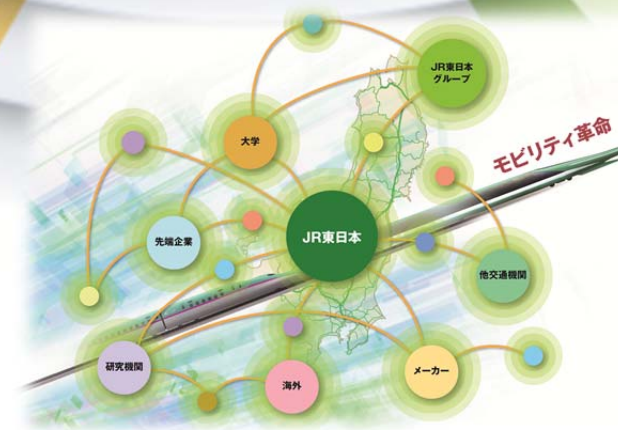 JR東日本
グループ
大学
モビリティ革命
先端企業
JR東日本
他交通機関
研究機関
海外
メーカー